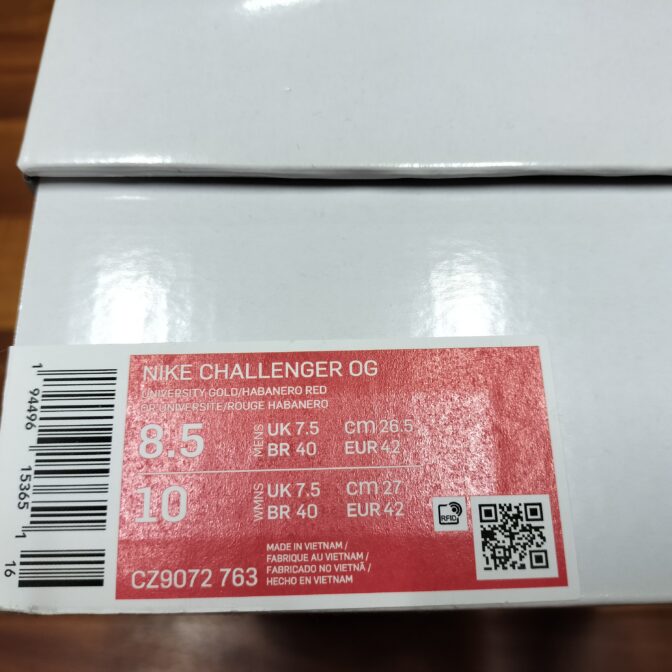 NIKE CHALLENGER OG
UNIVERSITY GOLD/HABANERO RED
OR UNIVERSITE/ROUGE HABANERO
8.5 MENS UK 7.5 cm 26.5
BR 40 EUR 42
10 WMNS UK 7.5 cm 27
BR 40 EUR 42
RFID
CZ9072 763
MADE IN VIETNAM /
FABRIQUE AU VIETNAM /
FABRICADO NO VIETNÃ /
HECHO EN VIETNAM
1 94496 15365 1 16